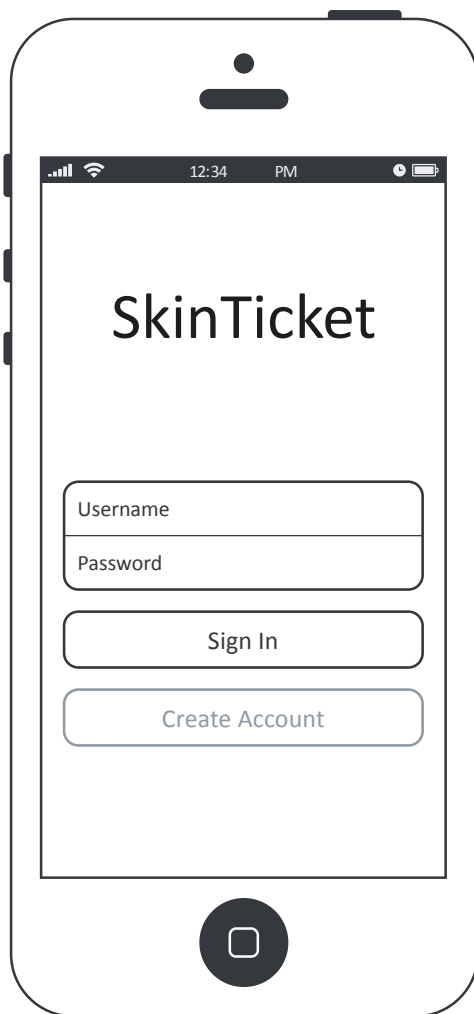 12:34 PM
SkinTicket
Username
Password
Sign In
Create Account